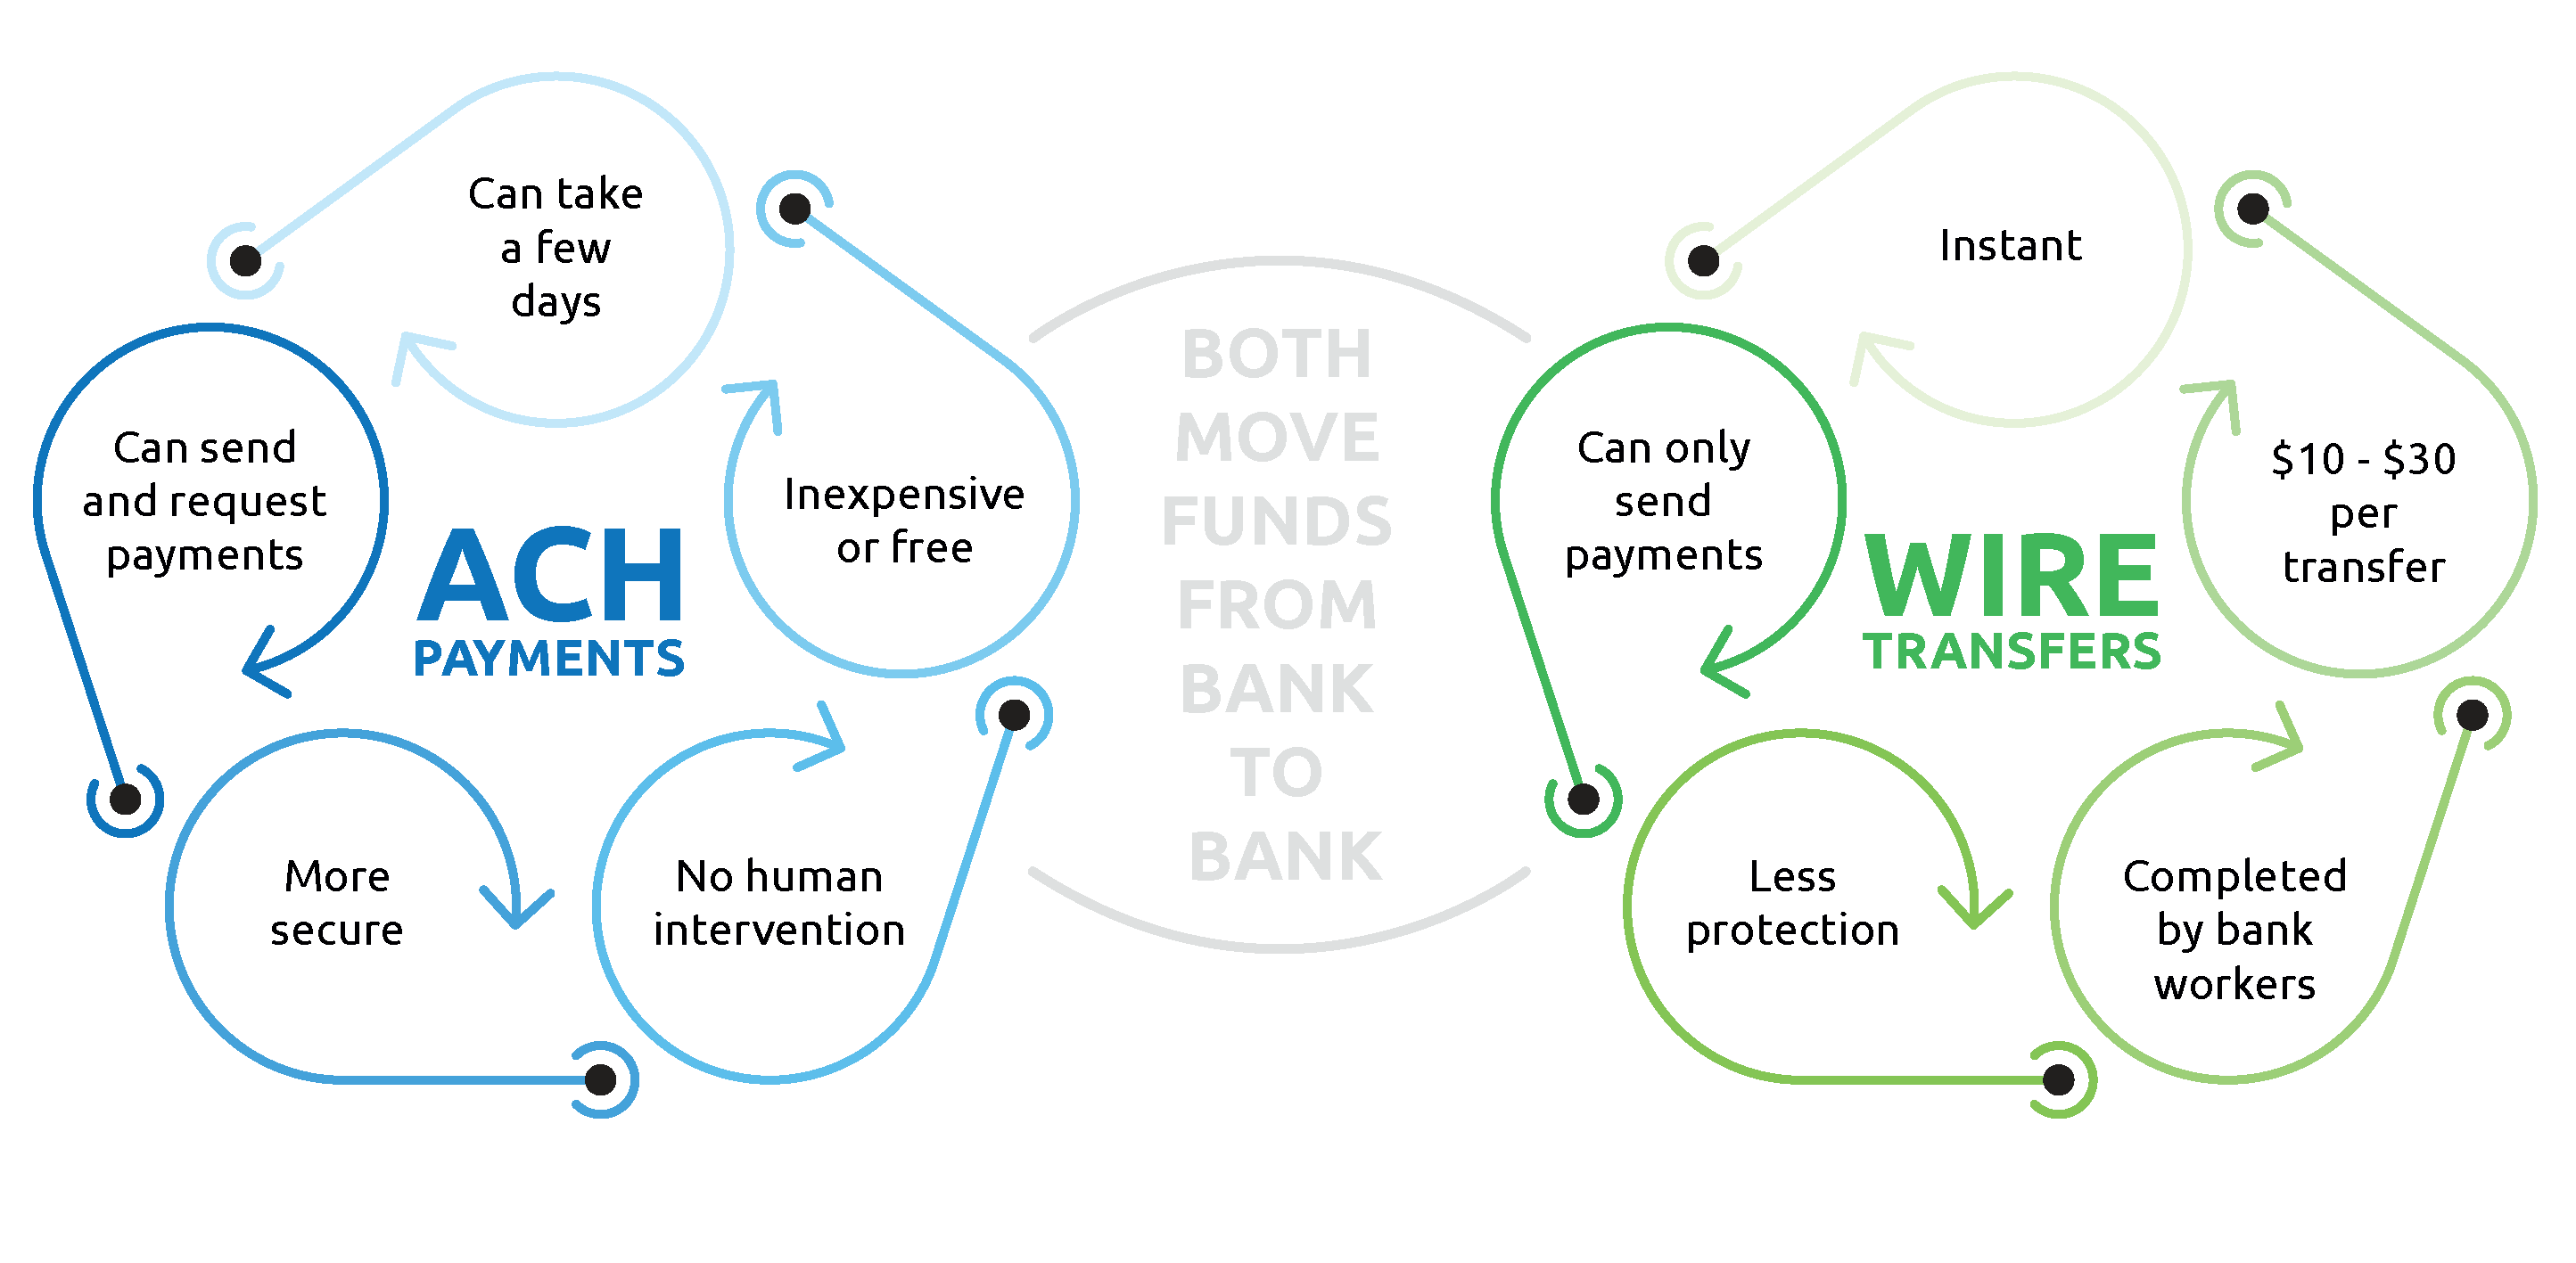 Can take
a few
days
Can send
and request
payments
Inexpensive
or free
ACH
PAYMENTS
More
secure
No human
intervention
BOTH
MOVE
FUNDS
FROM
BANK
TO
BANK
Instant
Can only
send
payments
$10 - $30
per
transfer
WIRE
TRANSFERS
Less
protection
Completed
by bank
workers